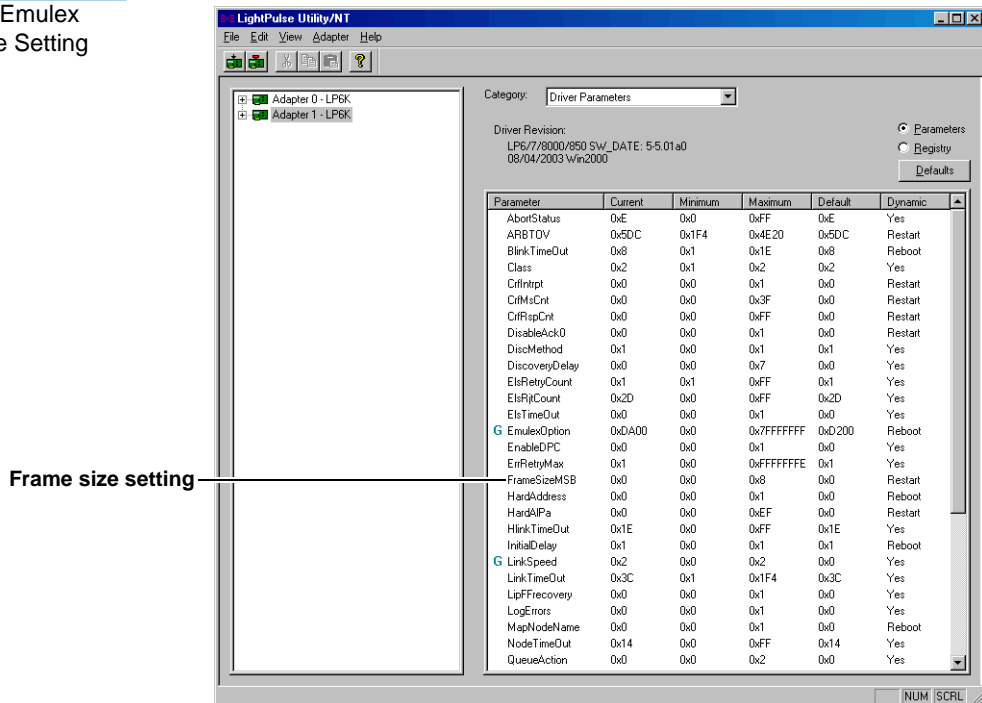 Emulex
e Setting
LightPulse Utility/NT
File Edit View Adapter Help
Adapter 0 - LP6K
Adapter 1 - LP6K
Category: Driver Parameters
Driver Revision:
LP6/7/8000/850 SW_DATE: 5-5.01a0
08/04/2003 Win2000
Parameters
Registry
Defaults
Parameter Current Minimum Maximum Default Dynamic
AbortStatus 0xE 0x0 0xFF 0xE Yes
ARBTOV 0x5DC 0x1F4 0x4E20 0x5DC Restart
BlinkTimeOut 0x8 0x1 0x1E 0x8 Reboot
Class 0x2 0x1 0x2 0x2 Yes
CrfIntrpt 0x0 0x0 0x1 0x0 Restart
CrfMsCnt 0x0 0x0 0x3F 0x0 Restart
CrfRspCnt 0x0 0x0 0xFF 0x0 Restart
DisableAck0 0x0 0x0 0x1 0x0 Restart
DiscMethod 0x1 0x0 0x1 0x1 Yes
DiscoveryDelay 0x0 0x0 0x7 0x0 Yes
ElsRetryCount 0x1 0x1 0xFF 0x1 Yes
ElsRjtCount 0x2D 0x0 0xFF 0x2D Yes
ElsTimeOut 0x0 0x0 0x1 0x0 Yes
G EmulexOption 0xDA00 0x0 0x7FFFFFFF 0xD200 Reboot
EnableDPC 0x0 0x0 0x1 0x0 Yes
ErrRetryMax 0x1 0x0 0xFFFFFFFE 0x1 Yes
Frame size setting
FrameSizeMSB 0x0 0x0 0x8 0x0 Restart
HardAddress 0x0 0x0 0x1 0x0 Reboot
HardAlPa 0x0 0x0 0xEF 0x0 Restart
HlinkTimeOut 0x1E 0x0 0xFF 0x1E Yes
InitialDelay 0x1 0x0 0x1 0x1 Reboot
G LinkSpeed 0x2 0x0 0x2 0x0 Yes
LinkTimeOut 0x3C 0x1 0x1F4 0x3C Yes
LipFFrecovery 0x0 0x0 0x1 0x0 Yes
LogErrors 0x0 0x0 0x1 0x0 Yes
MapNodeName 0x0 0x0 0x1 0x0 Reboot
NodeTimeOut 0x14 0x0 0xFF 0x14 Yes
QueueAction 0x0 0x0 0x2 0x0 Yes
NUM SCRL